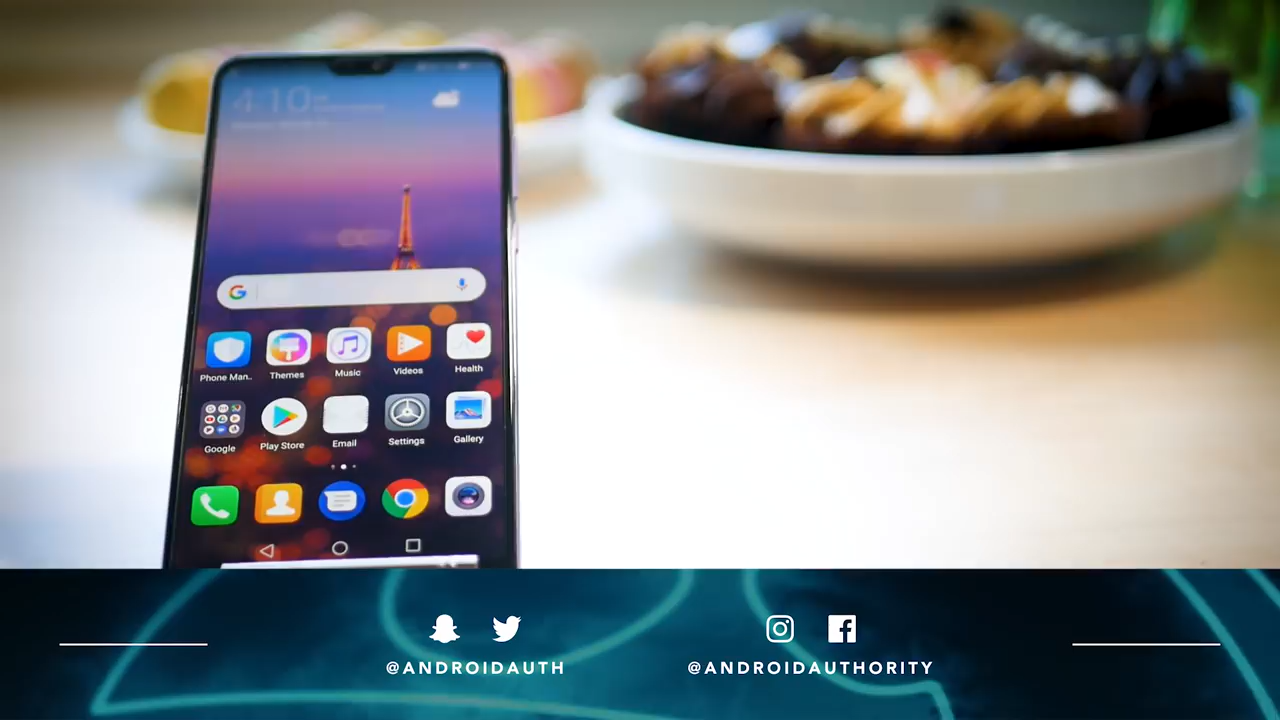 4:10
Phone Man.. Themes Music Videos Health
Google Play Store Email Settings Gallery
@ANDROIDAUTH @ANDROIDAUTHORITY